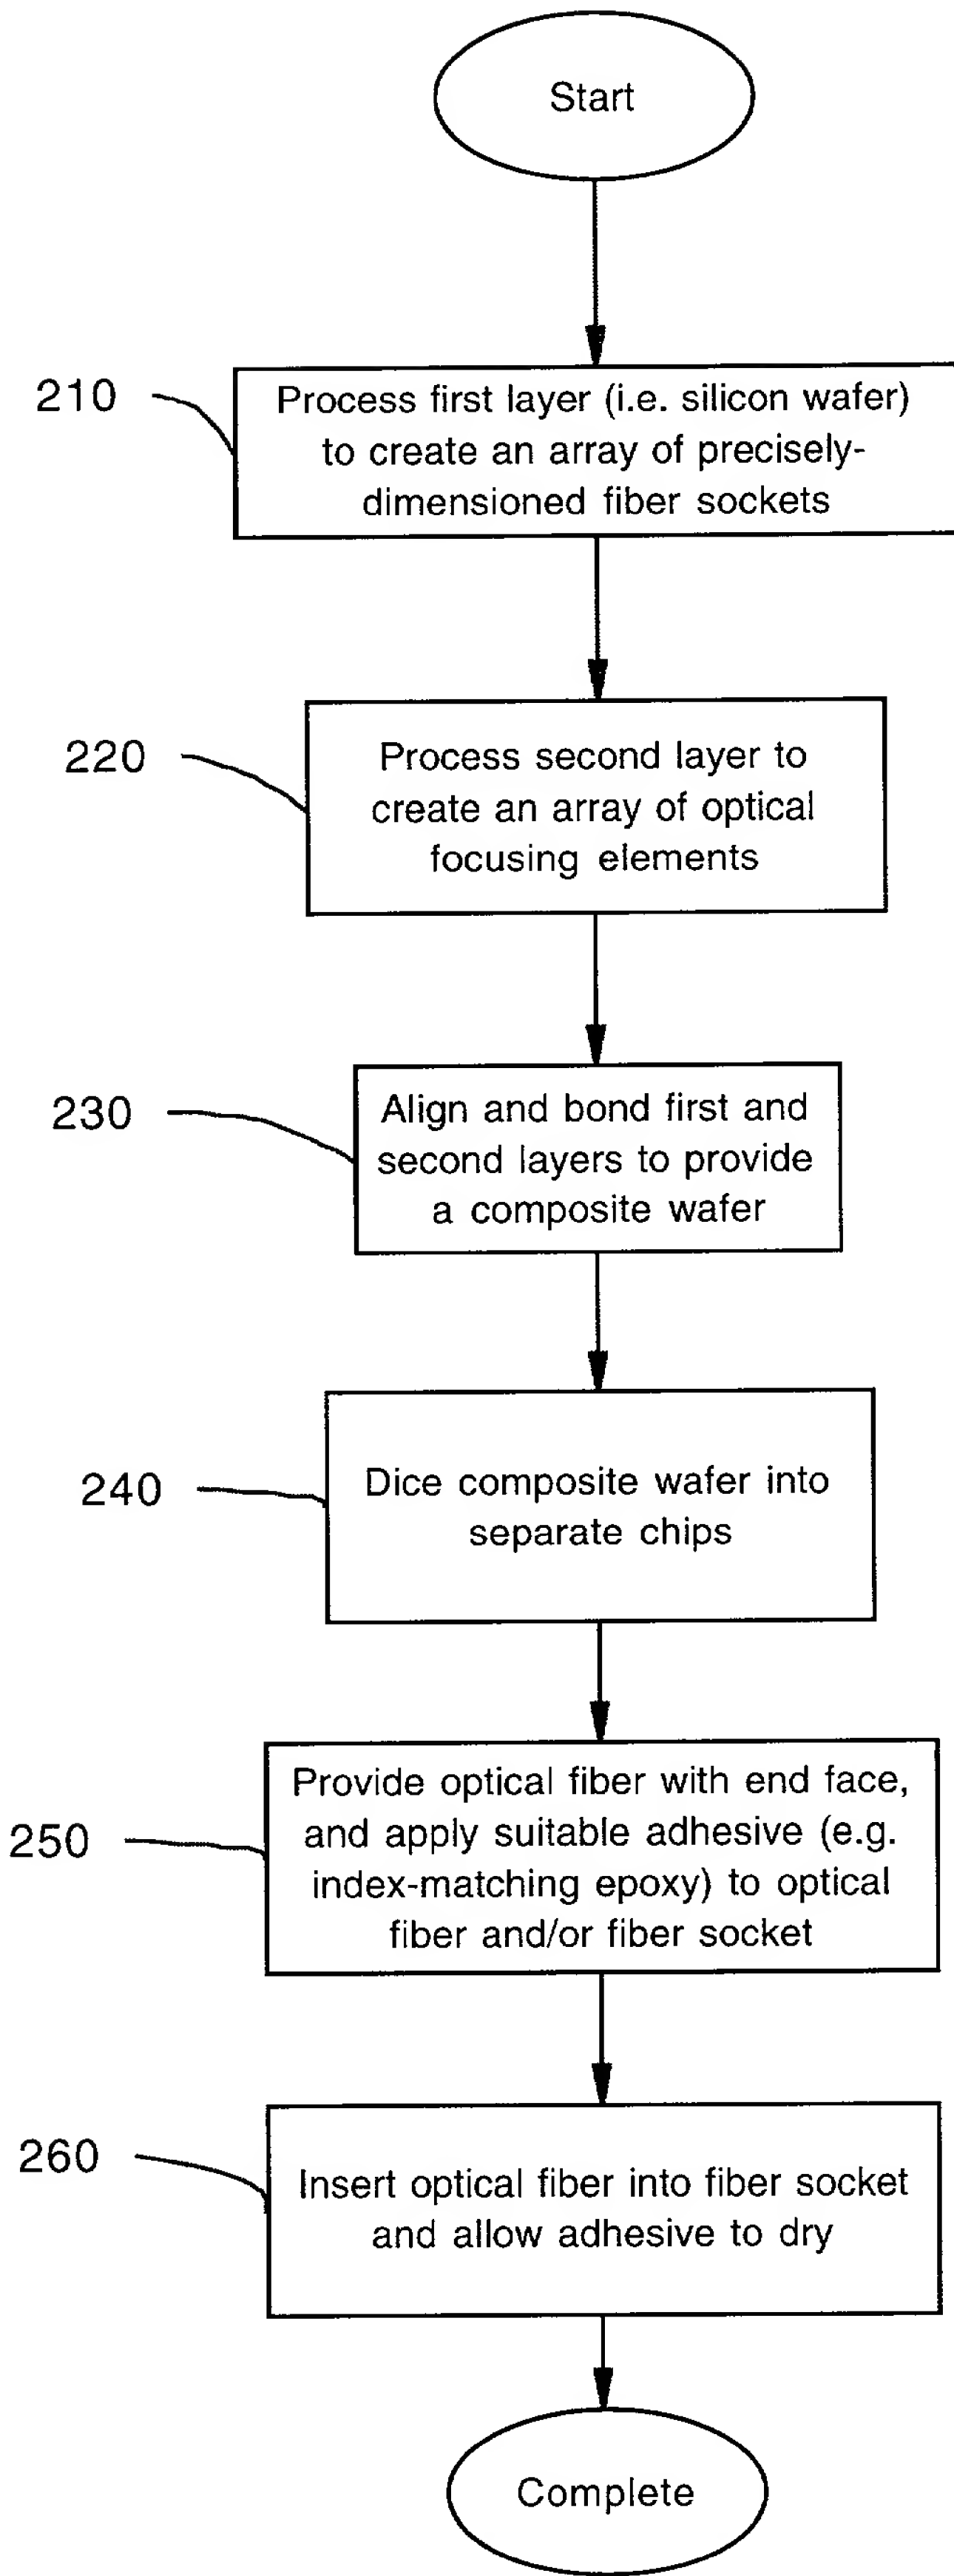 Start
210
Process first layer (i.e. silicon wafer)
to create an array of precisely-
dimensioned fiber sockets
220
Process second layer to
create an array of optical
focusing elements
230
Align and bond first and
second layers to provide
a composite wafer
240
Dice composite wafer into
separate chips
250
Provide optical fiber with end face,
and apply suitable adhesive (e.g.
index-matching epoxy) to optical
fiber and/or fiber socket
260
Insert optical fiber into fiber socket
and allow adhesive to dry
Complete